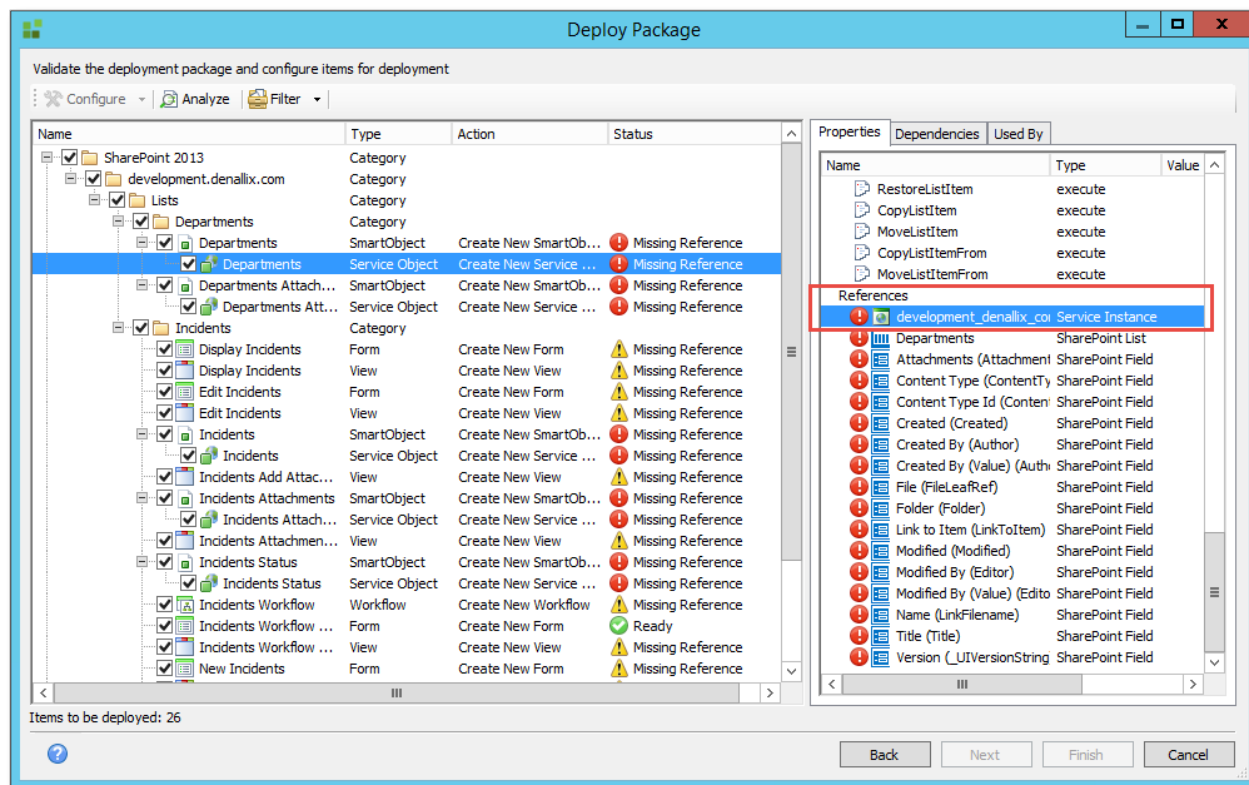 Deploy Package
Validate the deployment package and configure items for deployment
Configure Analyze Filter
Name Type Action Status
SharePoint 2013 Category
development.denallix.com Category
Lists Category
Departments Category
Departments SmartObject Create New SmartOb... Missing Reference
Departments Service Object Create New Service ... Missing Reference
Departments Attach... SmartObject Create New SmartOb... Missing Reference
Departments Att... Service Object Create New Service ... Missing Reference
Incidents Category
Display Incidents Form Create New Form Missing Reference
Display Incidents View Create New View Missing Reference
Edit Incidents Form Create New Form Missing Reference
Edit Incidents View Create New View Missing Reference
Incidents SmartObject Create New SmartOb... Missing Reference
Incidents Service Object Create New Service ... Missing Reference
Incidents Add Attac... View Create New View Missing Reference
Incidents Attachments SmartObject Create New SmartOb... Missing Reference
Incidents Attach... Service Object Create New Service ... Missing Reference
Incidents Attachmen... View Create New View Missing Reference
Incidents Status SmartObject Create New SmartOb... Missing Reference
Incidents Status Service Object Create New Service ... Missing Reference
Incidents Workflow Workflow Create New Workflow Missing Reference
Incidents Workflow ... Form Create New Form Ready
Incidents Workflow ... View Create New View Missing Reference
New Incidents Form Create New Form Missing Reference
Items to be deployed: 26
Properties Dependencies Used By
Name Type Value
RestoreListItem execute
CopyListItem execute
MoveListItem execute
CopyListItemFrom execute
MoveListItemFrom execute
References
development_denallix_co Service Instance
Departments SharePoint List
Attachments (Attachment SharePoint Field
Content Type (ContentTy SharePoint Field
Content Type Id (Content SharePoint Field
Created (Created) SharePoint Field
Created By (Author) SharePoint Field
Created By (Value) (Auth SharePoint Field
File (FileLeafRef) SharePoint Field
Folder (Folder) SharePoint Field
Link to Item (LinkToItem) SharePoint Field
Modified (Modified) SharePoint Field
Modified By (Editor) SharePoint Field
Modified By (Value) (Edito SharePoint Field
Name (LinkFilename) SharePoint Field
Title (Title) SharePoint Field
Version (_UIVersionString SharePoint Field
Back Next Finish Cancel